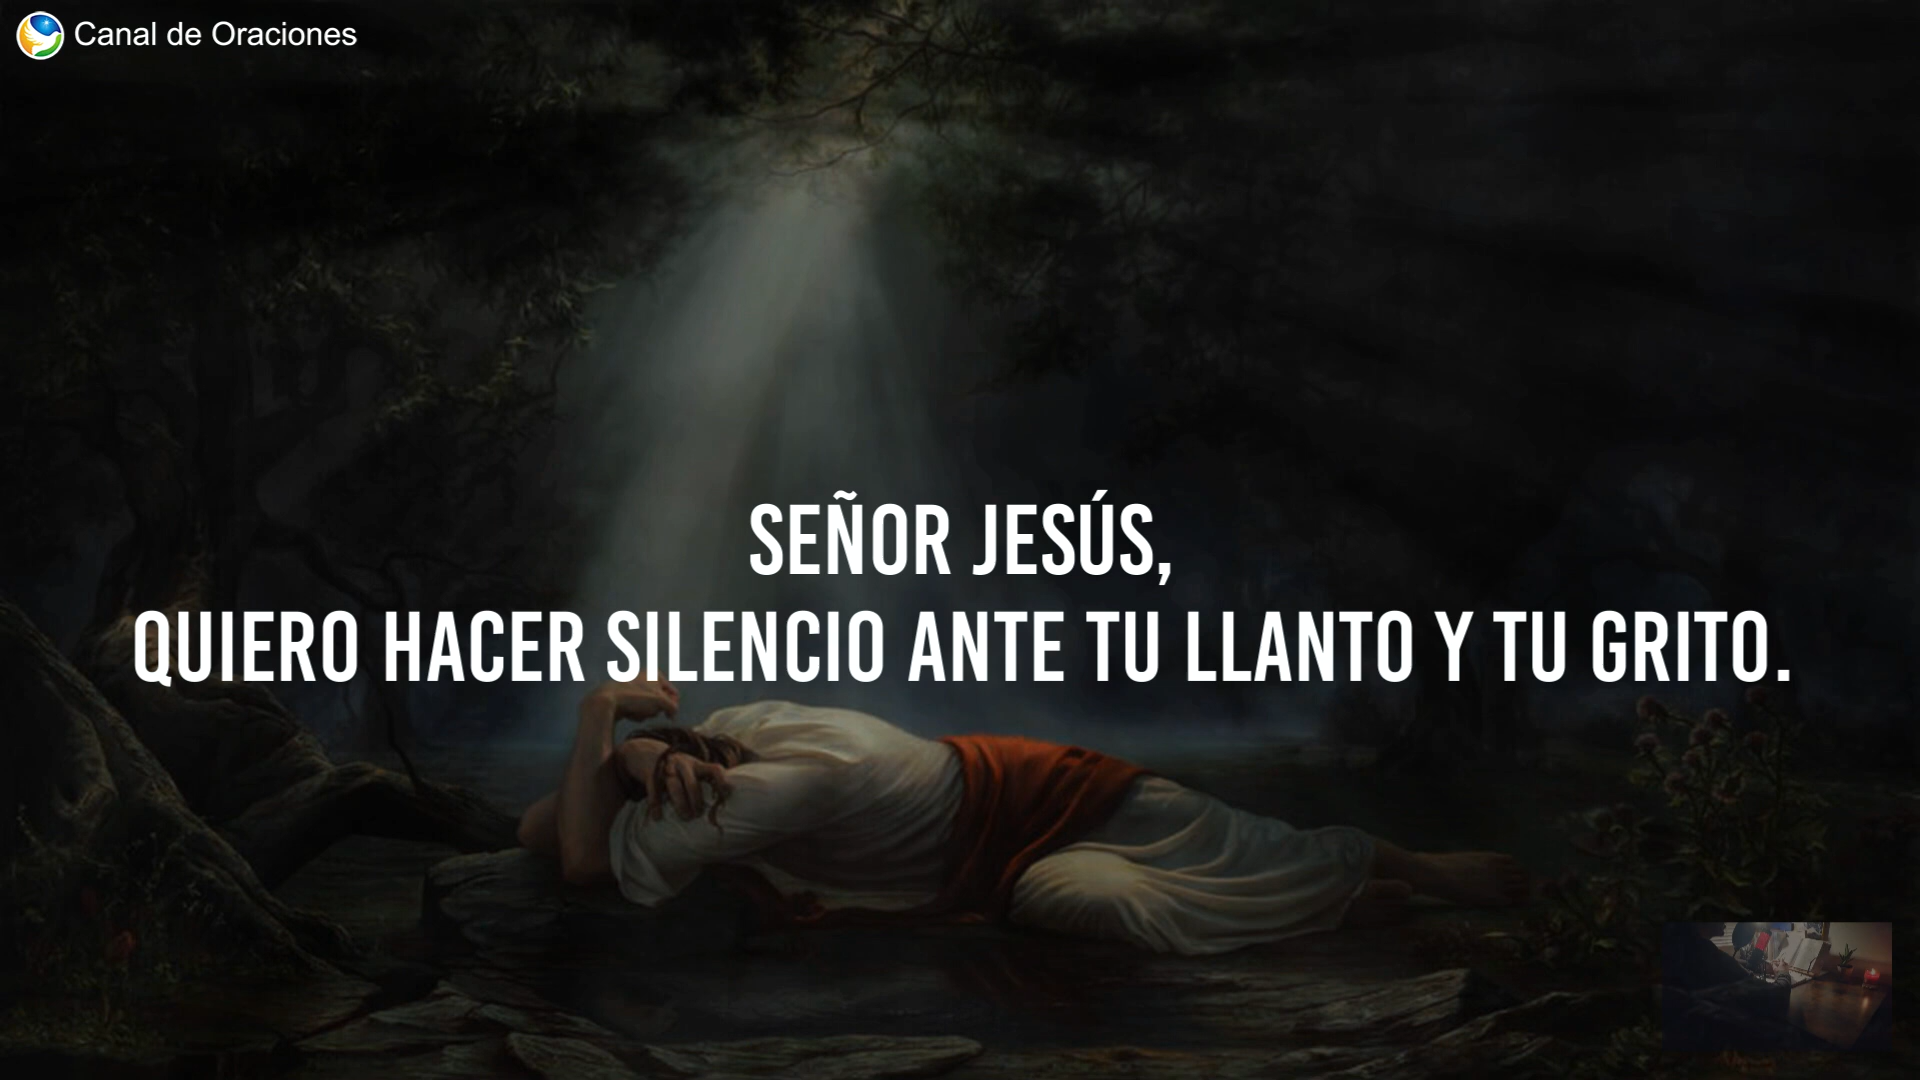 Canal de Oraciones
SEÑOR JESÚS,
QUIERO HACER SILENCIO ANTE TU LLANTO Y TU GRITO.